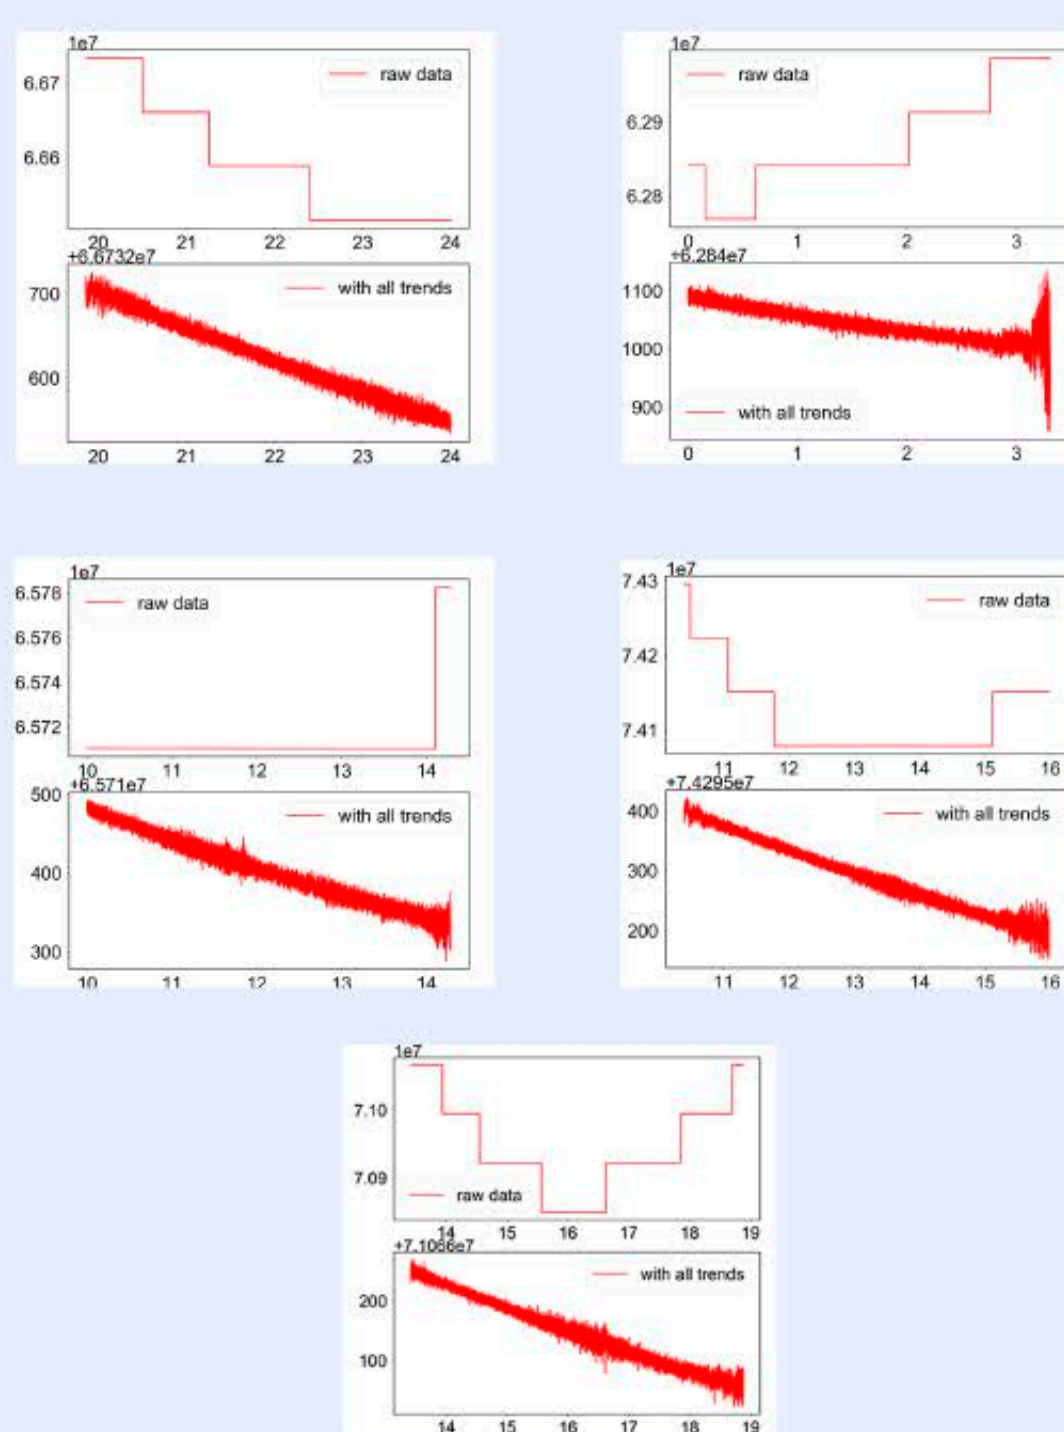 1e7
6.67
raw data
6.66
20 21 22 23 24
+6.6732e7
700
with all trends
600
20 21 22 23 24
1e7
raw data
6.29
6.28
0 1 2 3
+6.284e7
1100
1000
900
with all trends
0 1 2 3
1e7
6.578
raw data
6.576
6.574
6.572
10 11 12 13 14
+6.571e7
500
with all trends
400
300
10 11 12 13 14
1e7
7.43
raw data
7.42
7.41
11 12 13 14 15 16
+7.4295e7
400
with all trends
300
200
11 12 13 14 15 16
1e7
7.10
7.09
raw data
14 15 16 17 18 19
+7.1066e7
with all trends
200
100
14 15 16 17 18 19